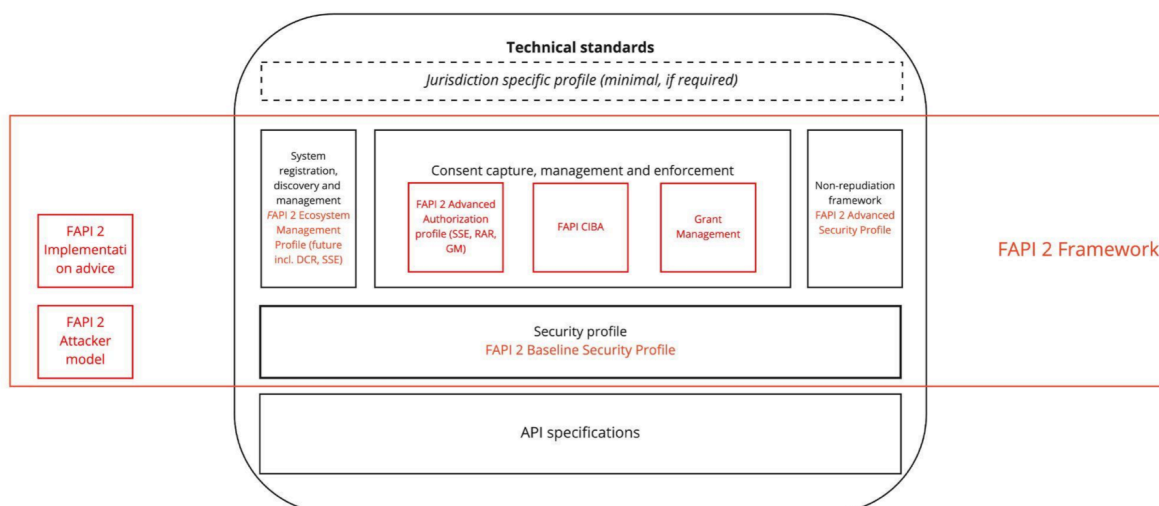 Technical standards
Jurisdiction specific profile (minimal, if required)
System
registration,
discovery and
management
FAPI 2 Ecosystem
Management
Profile (future
incl. DCR, SSE)
Consent capture, management and enforcement
FAPI 2 Advanced
Authorization
profile (SSE, RAR,
GM)
FAPI CIBA
Grant
Management
Non-repudiation
framework
FAPI 2 Advanced
Security Profile
FAPI 2
Implementati
on advice
FAPI 2 Framework
FAPI 2
Attacker
model
Security profile
FAPI 2 Baseline Security Profile
API specifications